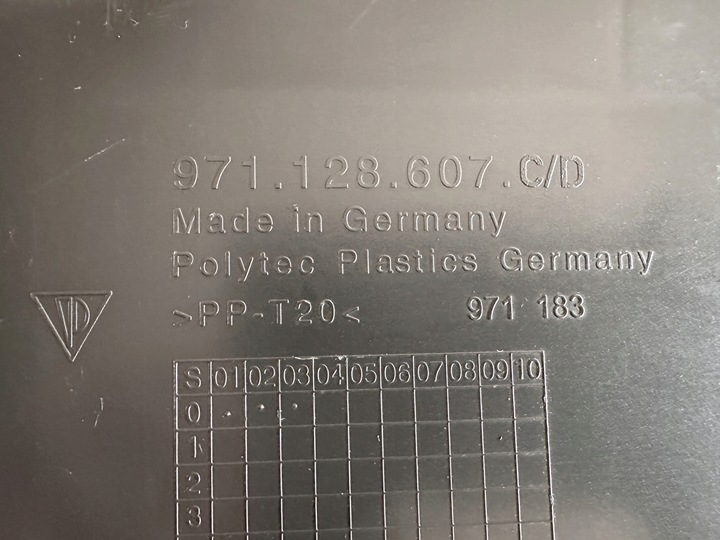 971.128.607.C/D
Made in Germany
Polytec Plastics Germany
>PP-T20< 971 183
S 01 02 03 04 05 06 07 08 09 10
0
1
2
3